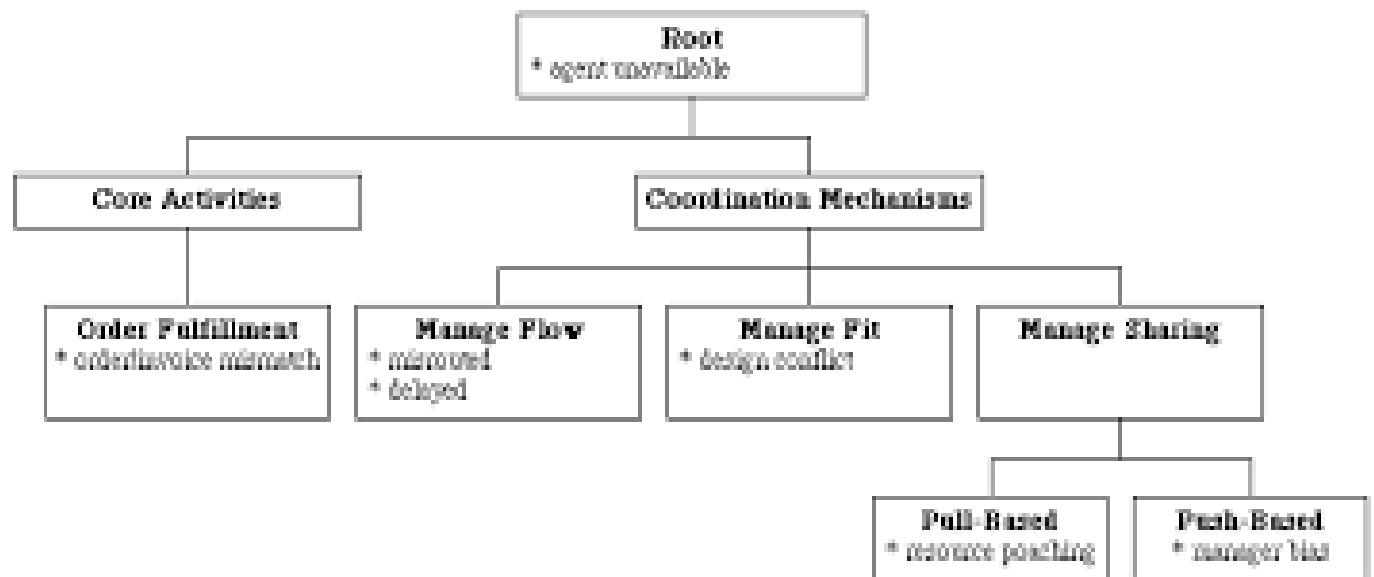 Root
* agent unavailable
Core Activities
Coordination Mechanisms
Order Fulfillment
* order/invoice mismatch
Manage Flow
* misrouted
* delayed
Manage Fit
* design conflict
Manage Sharing
Pull-Based
* resource poaching
Push-Based
* manager bias